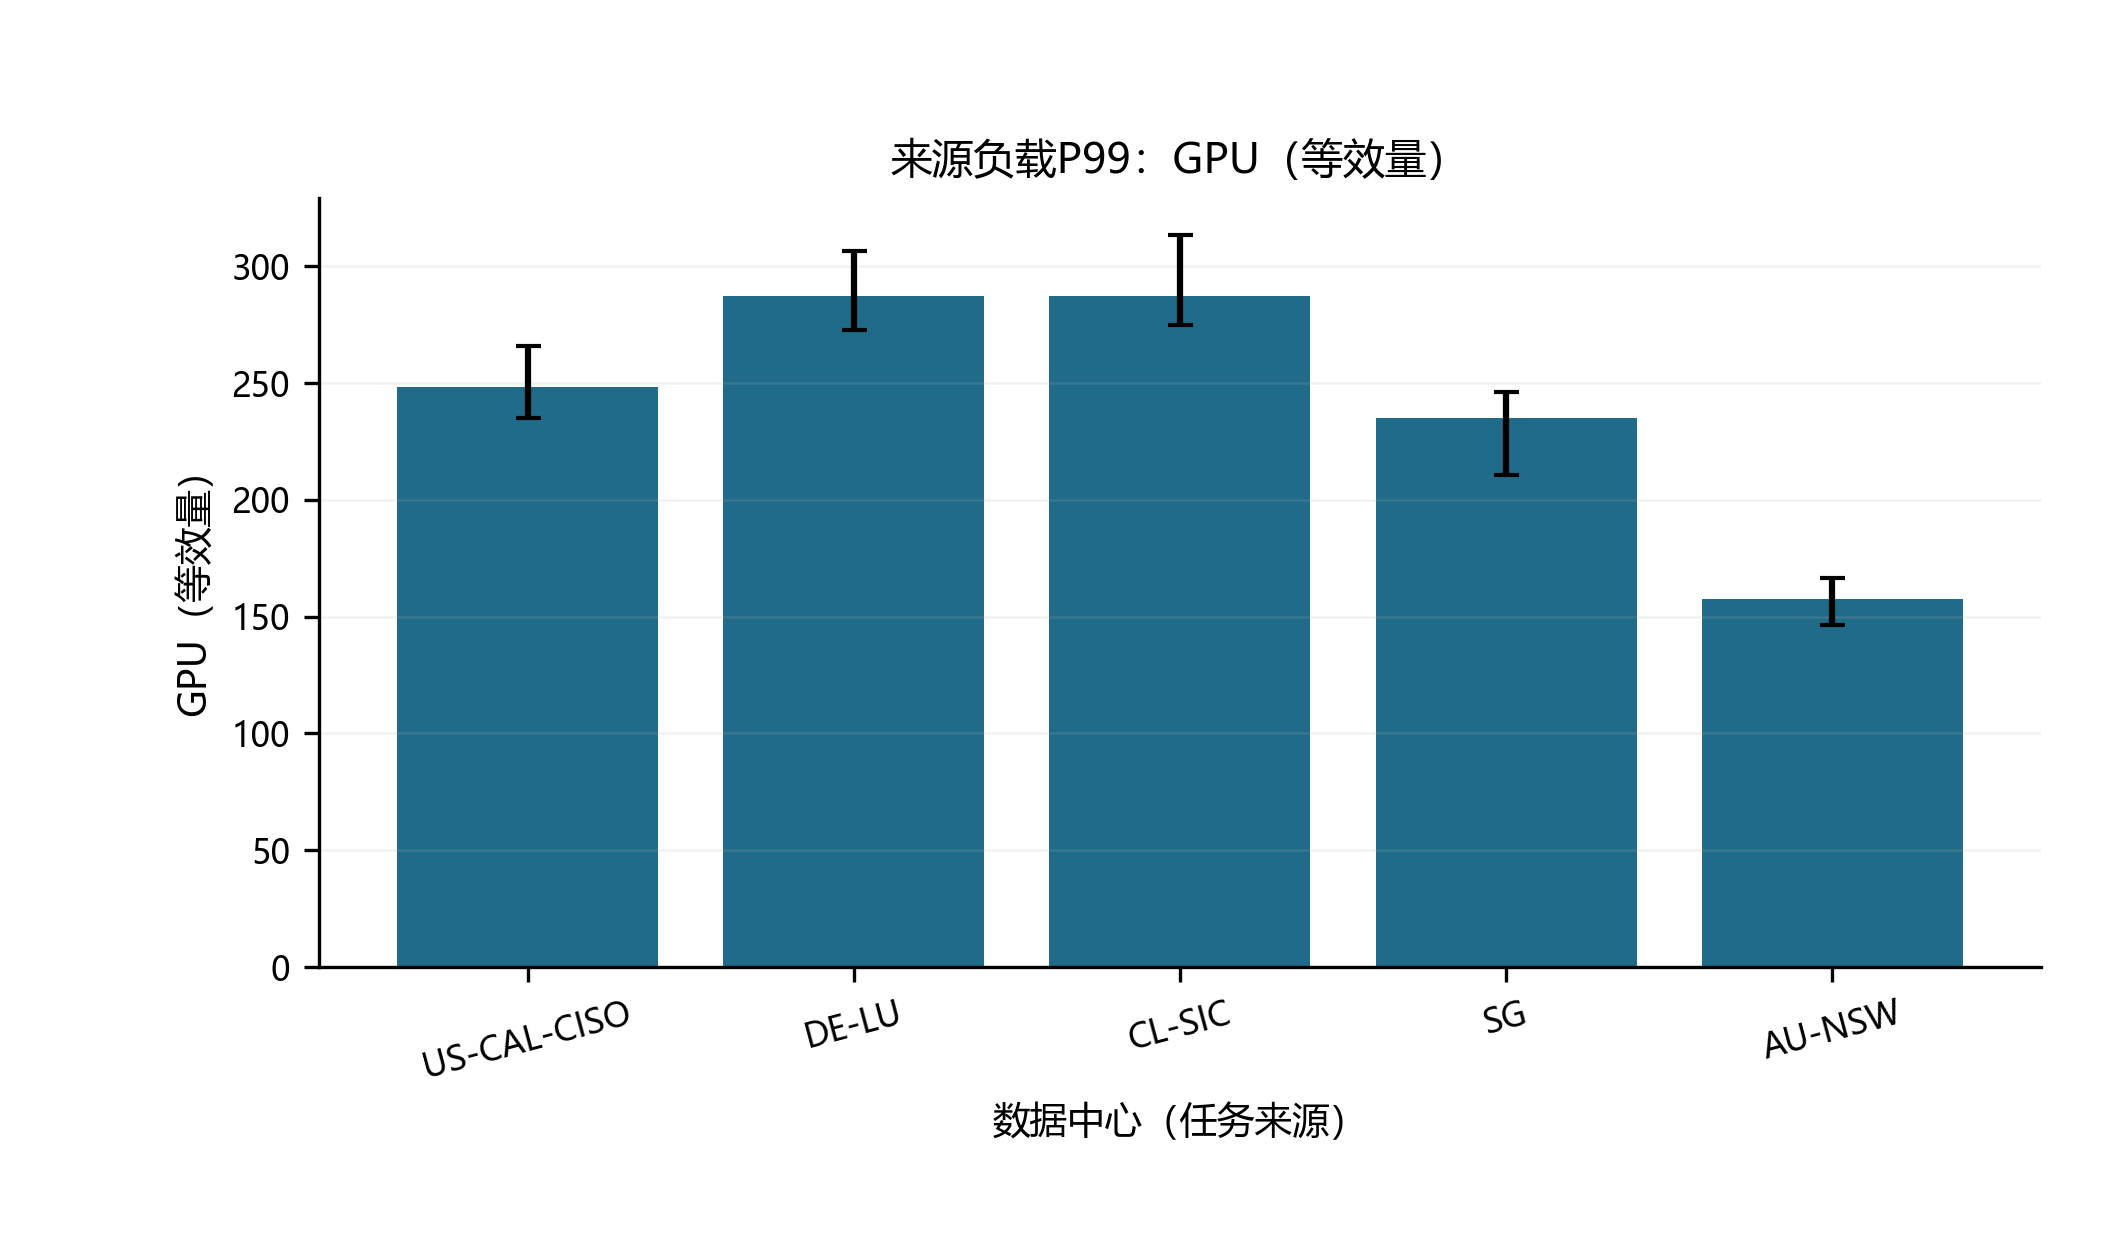 来源负载P99：GPU（等效量）
GPU（等效量）
300
250
200
150
100
50
0
US-CAL-CISO
DE-LU
CL-SIC
SG
AU-NSW
数据中心（任务来源）